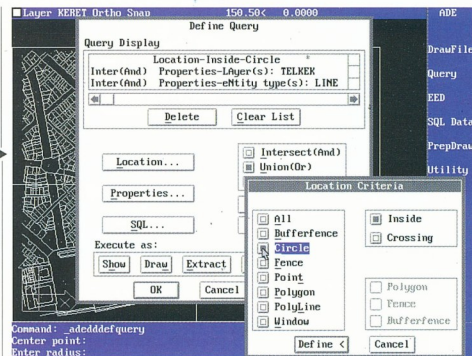 Layer KERET Ortho Snap 150.50< 0.0000 ADE
Define Query
Query Display
Location-Inside-Circle
Inter(And) Properties-LAyer(s): TELKEK
Inter(And) Properties-eNtity type(s): LINE
Delete Clear List
Location...
Properties...
SQL...
Intersect(And)
Union(Or)
Execute as:
Show Draw Extract
OK Cancel
Location Criteria
All
Bufferfence
Circle
Fence
Point
Polygon
PolyLine
Window
Inside
Crossing
Polygon
Fence
Bufferfence
Define < Cancel
DrawFile
Query
EED
SQL Data
PrepDraw
Utility
Command: _adedddefquery
Center point:
Enter radius: